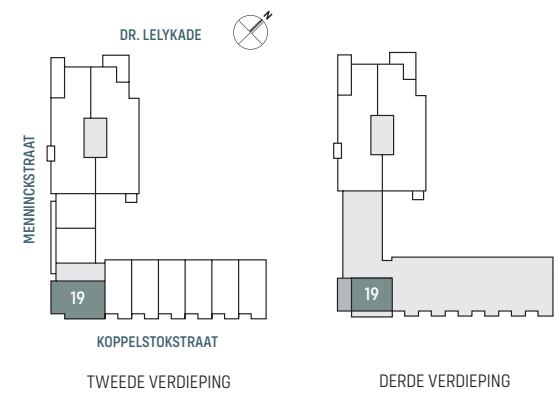 DR. LELYKADE
N
MENNINCKSTRAAT
19
19
KOPPELSTOKSTRAAT
TWEEDE VERDIEPING
DERDE VERDIEPING